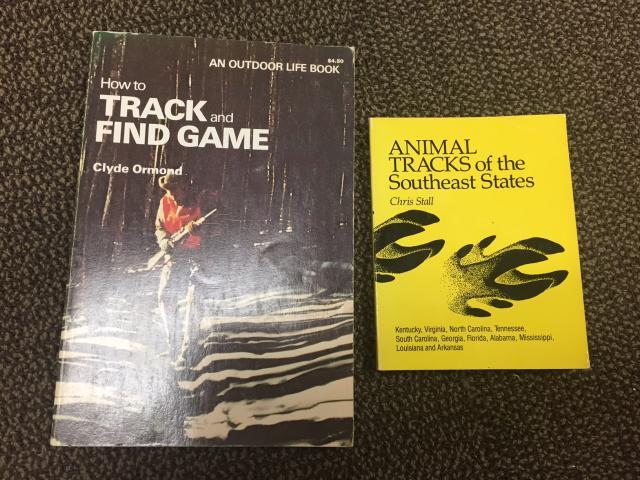 AN OUTDOOR LIFE BOOK
$4.50
How to
TRACK and
FIND GAME
Clyde Ormond
ANIMAL
TRACKS of the
Southeast States
Chris Stall
Kentucky, Virginia, North Carolina, Tennessee,
South Carolina, Georgia, Florida, Alabama, Mississippi,
Louisiana and Arkansas